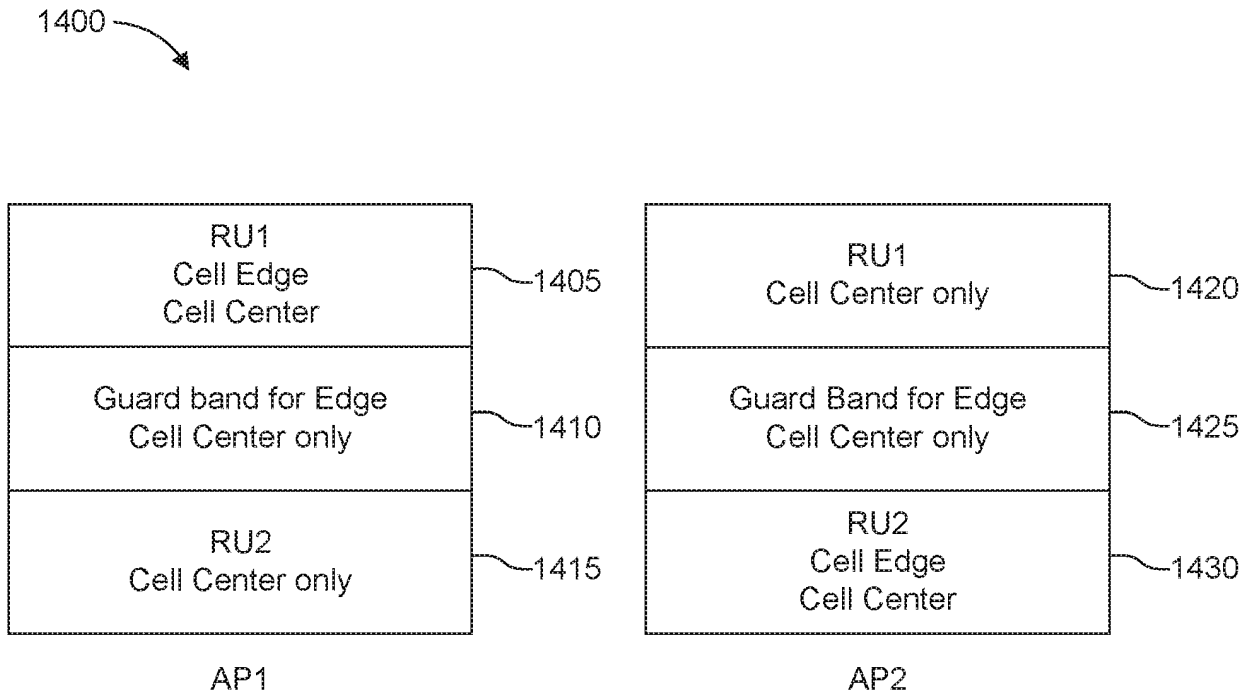 1400
RU1
Cell Edge
Cell Center
1405
Guard band for Edge
Cell Center only
1410
RU2
Cell Center only
1415
AP1
RU1
Cell Center only
1420
Guard Band for Edge
Cell Center only
1425
RU2
Cell Edge
Cell Center
1430
AP2